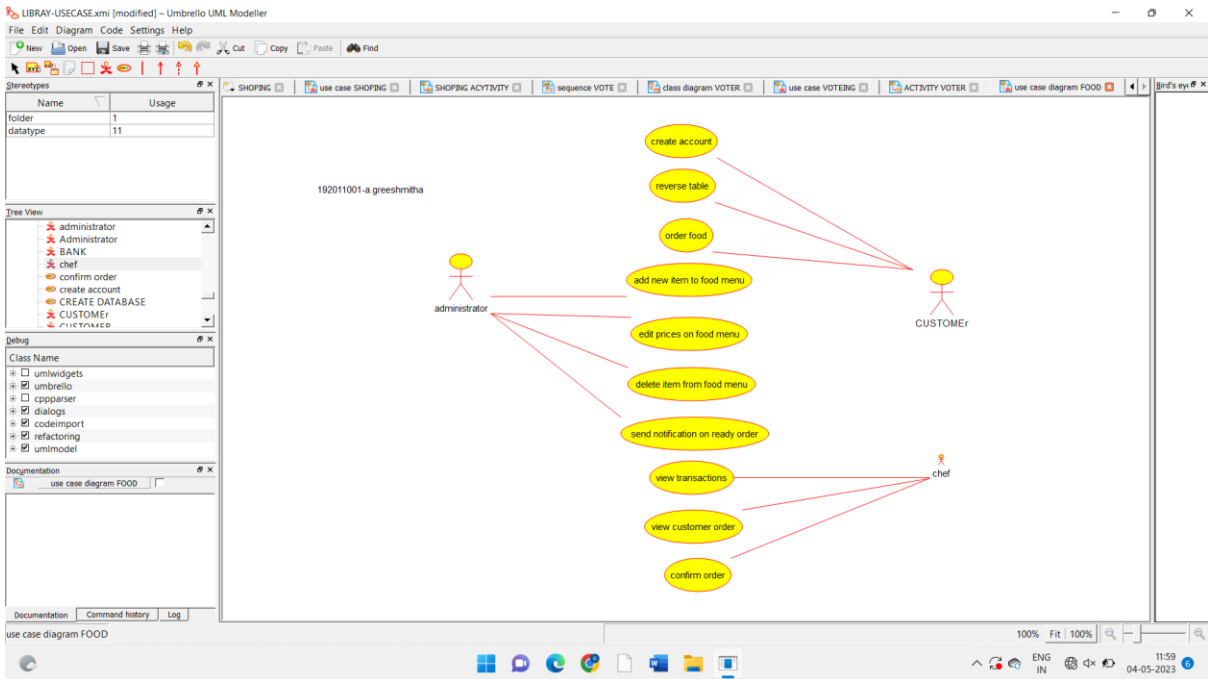 LIBRAY-USECASE.xmi [modified] – Umbrello UML Modeller
File Edit Diagram Code Settings Help
New Open Save Cut Copy Paste Find
XYZ
Stereotypes
Name Usage
folder 1
datatype 11
Tree View
administrator
Administrator
BANK
chef
confirm order
create account
CREATE DATABASE
CUSTOMEr
CUSTOMER
Debug
Class Name
umlwidgets
umbrello
cppparser
dialogs
codeimport
refactoring
umlmodel
Documentation
use case diagram FOOD
Documentation Command history Log
use case diagram FOOD
SHOPING use case SHOPING SHOPING ACYTIVITY sequence VOTE class diagram VOTER use case VOTEING ACTIVITY VOTER use case diagram FOOD
Bird's eye
192011001-a.greeshmitha
create account
reverse table
order food
add new item to food menu
administrator
edit prices on food menu
CUSTOMEr
delete item from food menu
send notification on ready order
view transactions
chef
view customer order
confirm order
100% Fit 100%
ENG
IN
11:59
04-05-2023
6